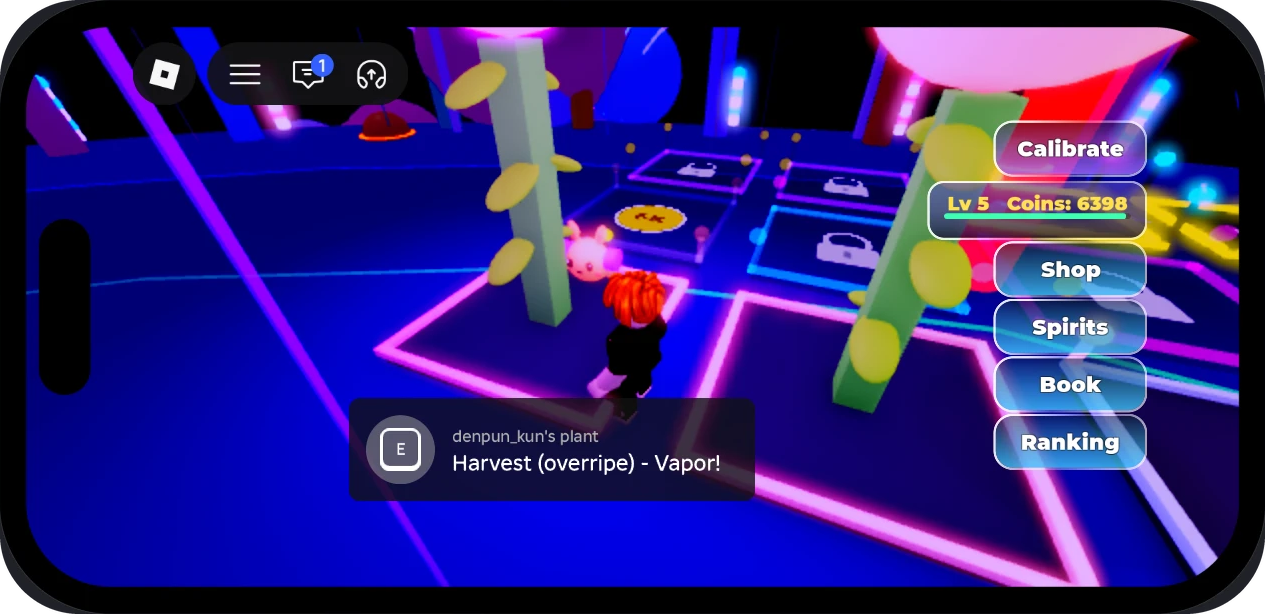 1
Calibrate
Lv 5 Coins: 6398
Shop
Spirits
Book
Ranking
E
denpun_kun's plant
Harvest (overripe) - Vapor!